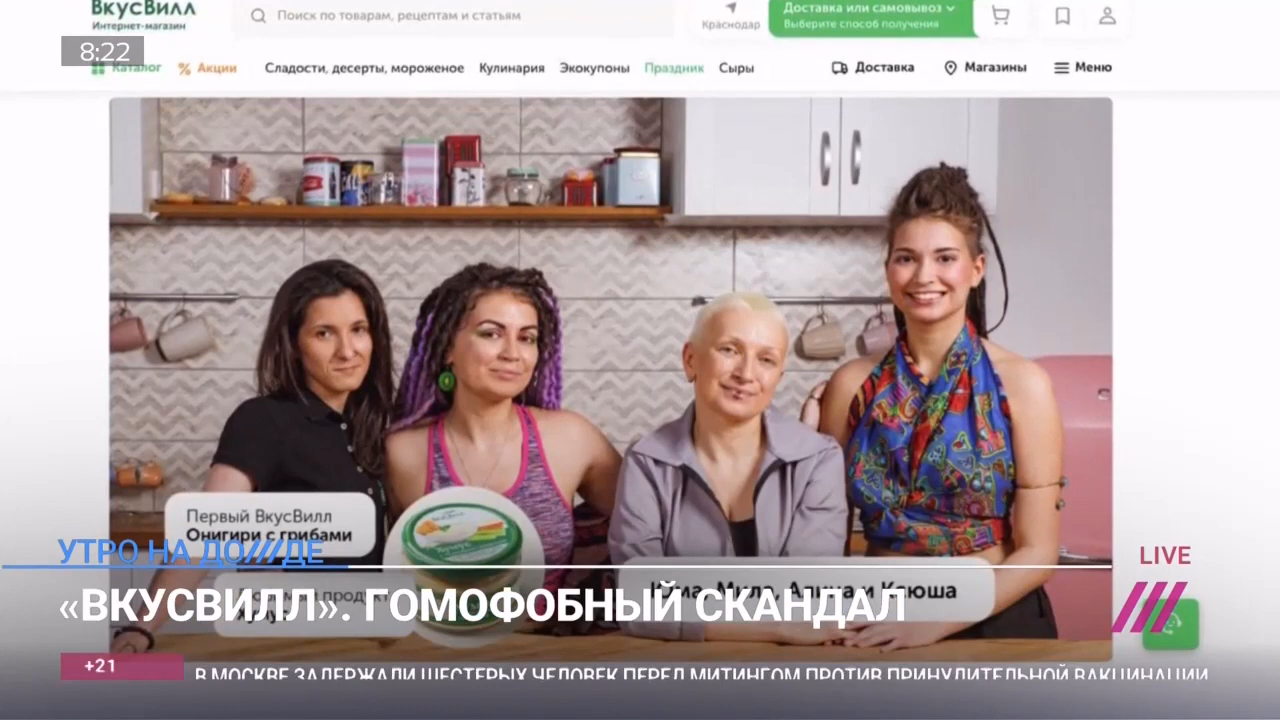 ВкусВилл
Интернет-магазин
Поиск по товарам, рецептам и статьям
Краснодар
Доставка или самовывоз
Выберите способ получения
8:22
Каталог
% Акции
Сладости, десерты, мороженое
Кулинария
Экокупоны
Праздник
Сыры
Доставка
Магазины
Меню
Первый ВкусВилл
Онигири с грибами
УТРО НА ДО///ДЕ
LIVE
Юма, Мила, Алина и Ксюша
«ВКУСВИЛЛ». ГОМОФОБНЫЙ СКАНДАЛ
+21
В МОСКВЕ ЗАДЕРЖАЛИ ШЕСТЕРЫХ ЧЕЛОВЕК ПЕРЕД МИТИНГОМ ПРОТИВ ПРИНУДИТЕЛЬНОЙ ВАКЦИНАЦИИ